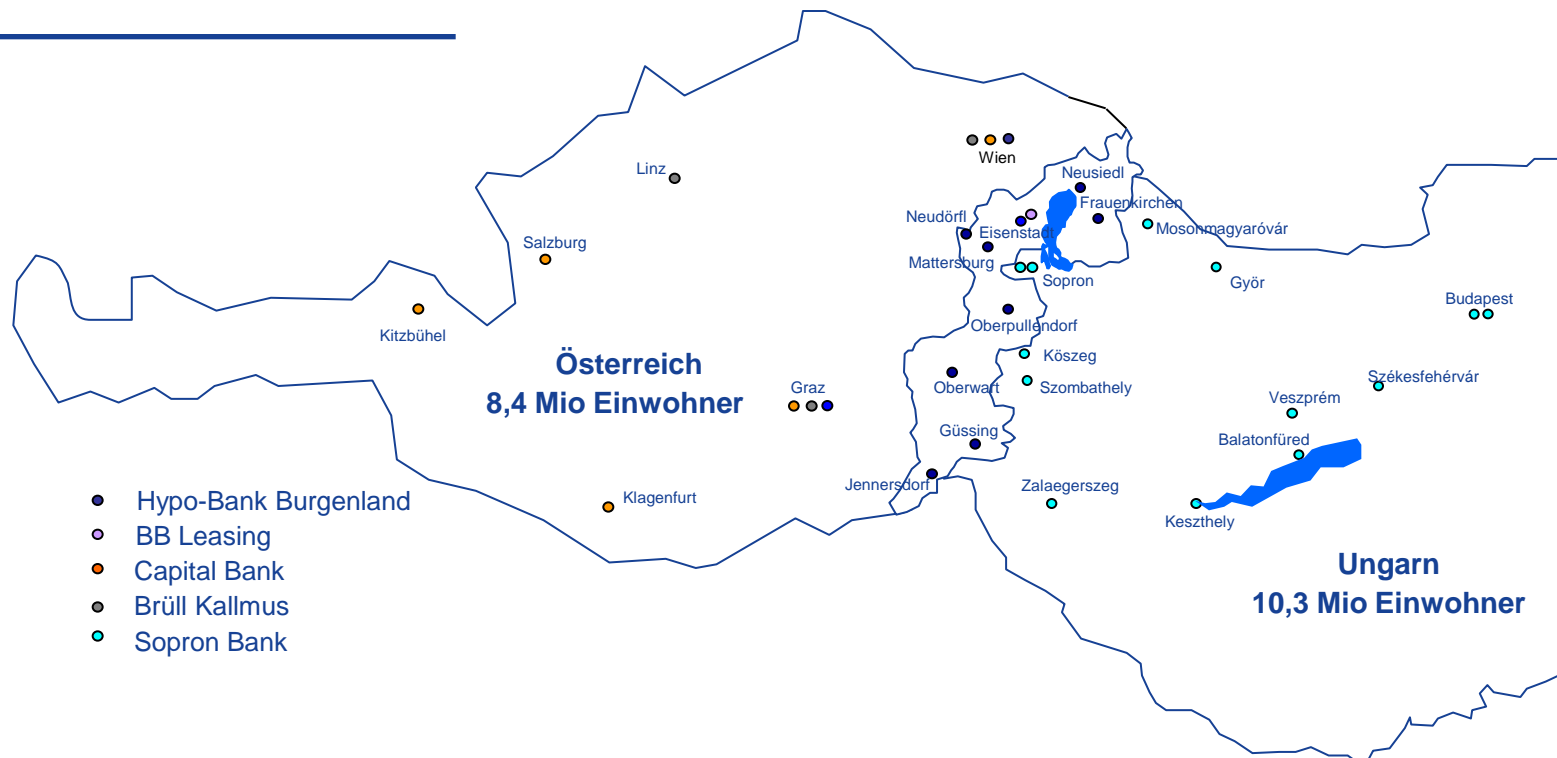 Linz
Wien
Neusiedl
Frauenkirchen
Neudörfl
Eisenstadt
Mosonmagyaróvár
Salzburg
Mattersburg
Sopron
Györ
Budapest
Kitzbühel
Oberpullendorf
Österreich
8,4 Mio Einwohner
Köszeg
Graz
Oberwart
Szombathely
Székesfehérvár
Veszprém
Güssing
Balatonfüred
Jennersdorf
Zalaegerszeg
Klagenfurt
Keszthely
Hypo-Bank Burgenland
BB Leasing
Capital Bank
Brüll Kallmus
Sopron Bank
Ungarn
10,3 Mio Einwohner